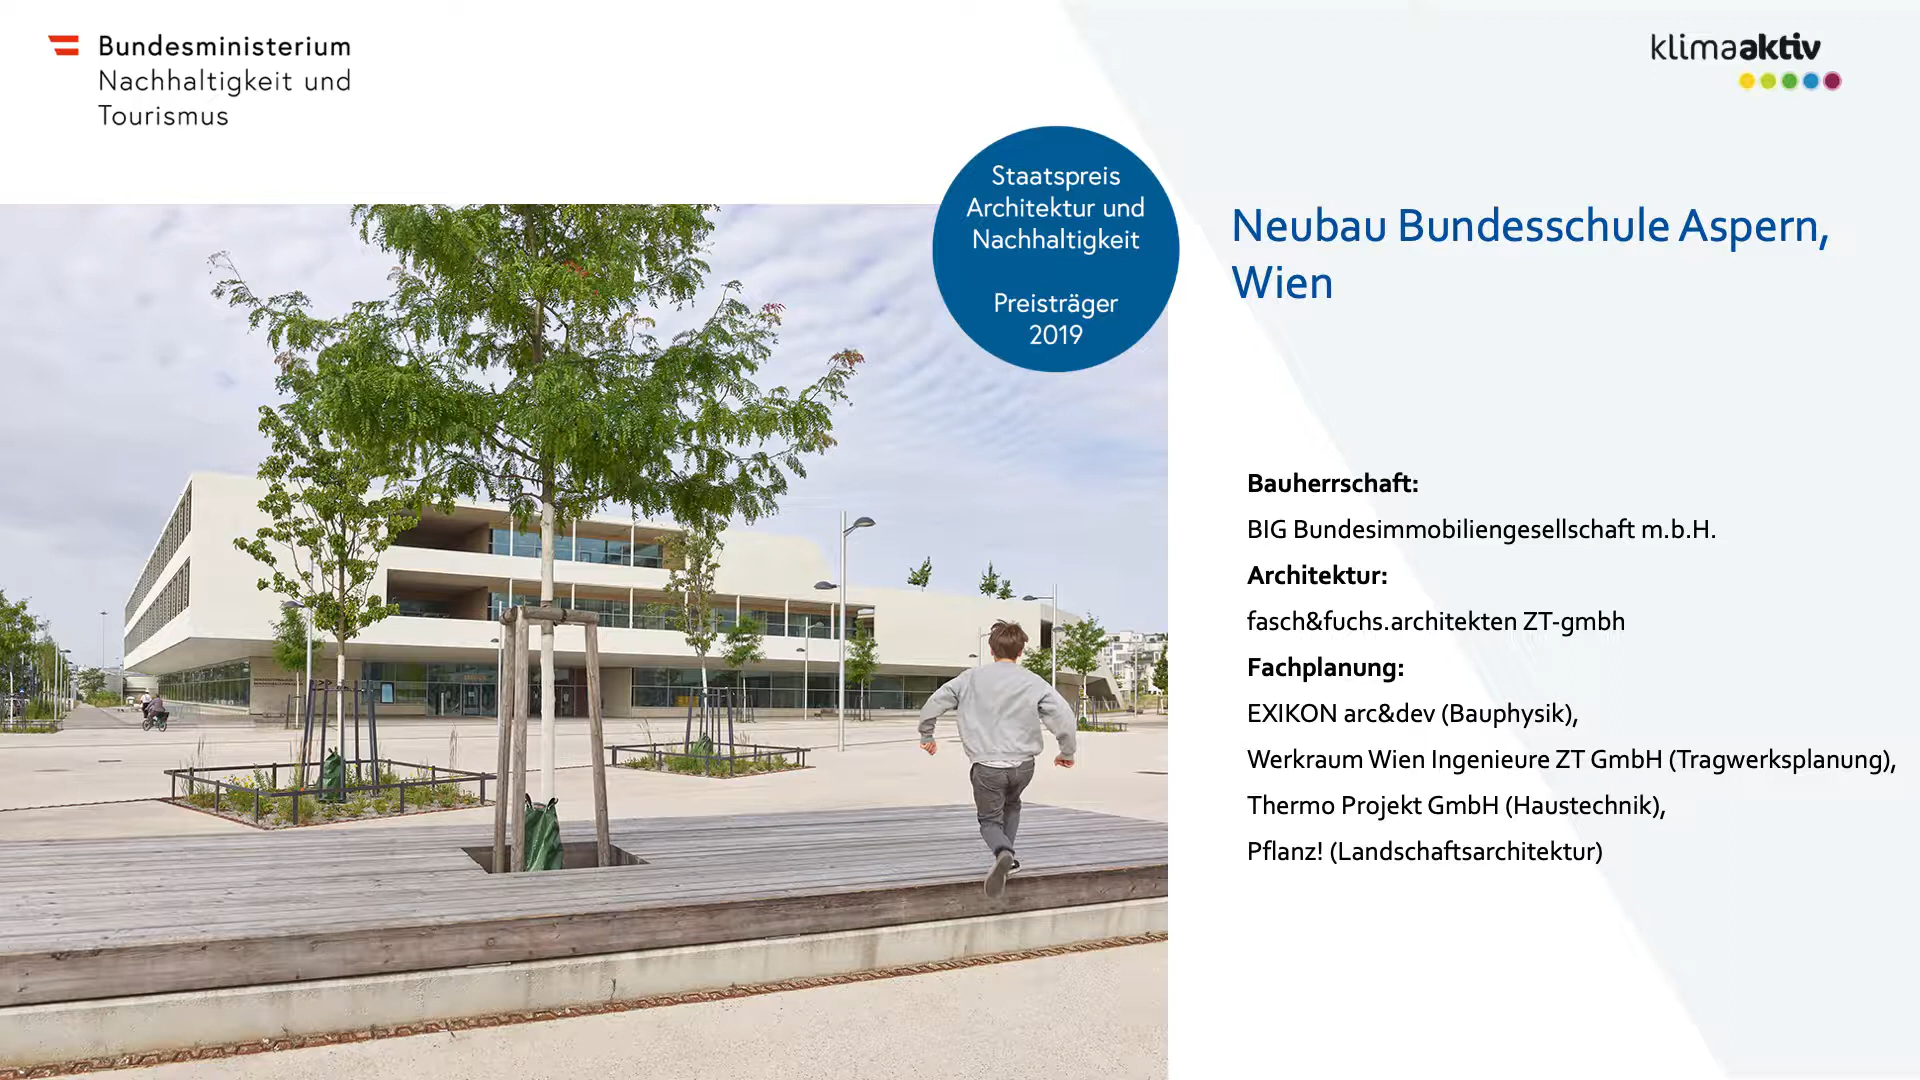 Bundesministerium
Nachhaltigkeit und
Tourismus
klimaaktiv
Staatspreis
Architektur und
Nachhaltigkeit
Preisträger
2019
Neubau Bundesschule Aspern,
Wien
Bauherrschaft:
BIG Bundesimmobiliengesellschaft m.b.H.
Architektur:
fasch&fuchs.architekten ZT-gmbh
Fachplanung:
EXIKON arc&dev (Bauphysik),
Werkraum Wien Ingenieure ZT GmbH (Tragwerksplanung),
Thermo Projekt GmbH (Haustechnik),
Pflanz! (Landschaftsarchitektur)